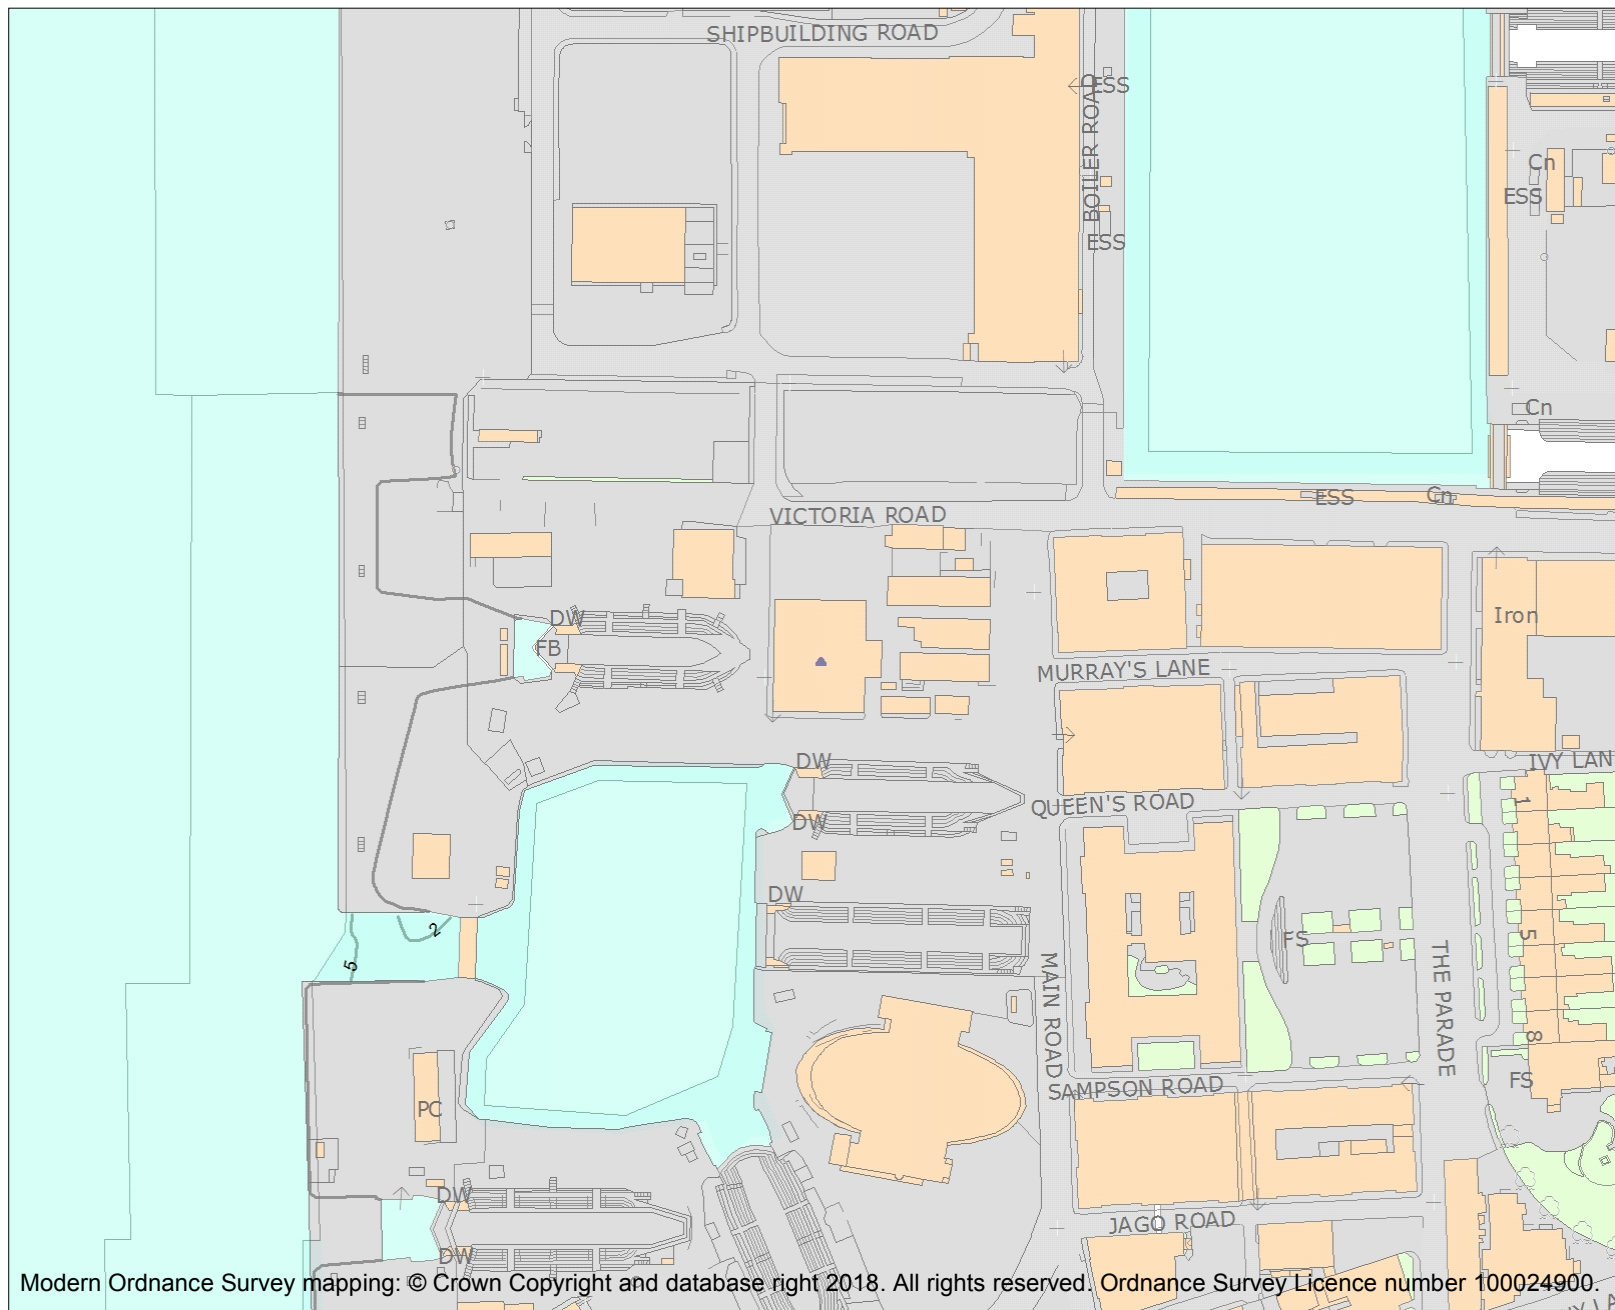 SHIPBUILDING ROAD
ESS
BOILER ROAD
Cn
ESS
ESS
Cn
ESS
Cn
VICTORIA ROAD
DW
Iron
FB
MURRAY'S LANE
DW
IVY LAN
QUEEN'S ROAD
1
DW
DW
2
FS
5
5
MAIN ROAD
THE PARADE
8
FS
SAMPSON ROAD
PC
DW
JAGO ROAD
DW
Modern Ordnance Survey mapping: © Crown Copyright and database right 2018. All rights reserved. Ordnance Survey Licence number 100024900.